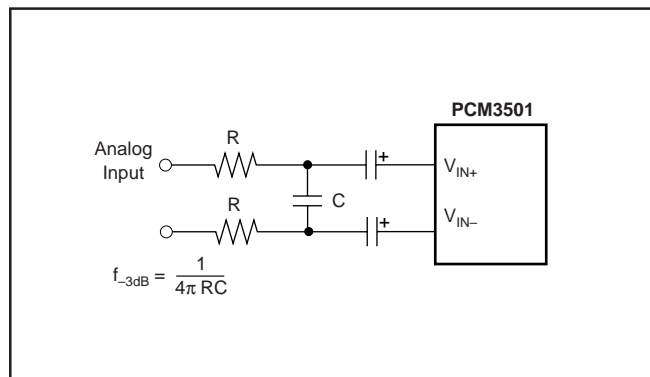 PCM3501
R
Analog
Input
+
V_IN+
R
C
V_IN–
+
f_–3dB = 1 / 4π RC